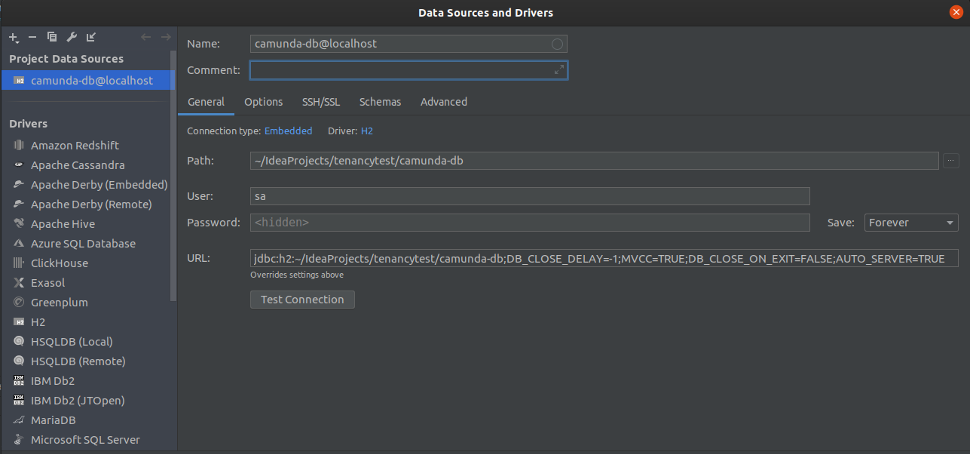 Data Sources and Drivers
Project Data Sources
camunda-db@localhost
Drivers
Amazon Redshift
Apache Cassandra
Apache Derby (Embedded)
Apache Derby (Remote)
Apache Hive
Azure SQL Database
ClickHouse
Exasol
Greenplum
H2
HSQLDB (Local)
HSQLDB (Remote)
IBM Db2
IBM Db2 (JTOpen)
MariaDB
Microsoft SQL Server
Name: camunda-db@localhost
Comment:
General Options SSH/SSL Schemas Advanced
Connection type: Embedded Driver: H2
Path: ~/IdeaProjects/tenancytest/camunda-db ...
User: sa
Password: <hidden> Save: Forever
URL: jdbc:h2:~/IdeaProjects/tenancytest/camunda-db;DB_CLOSE_DELAY=-1;MVCC=TRUE;DB_CLOSE_ON_EXIT=FALSE;AUTO_SERVER=TRUE
Overrides settings above
Test Connection